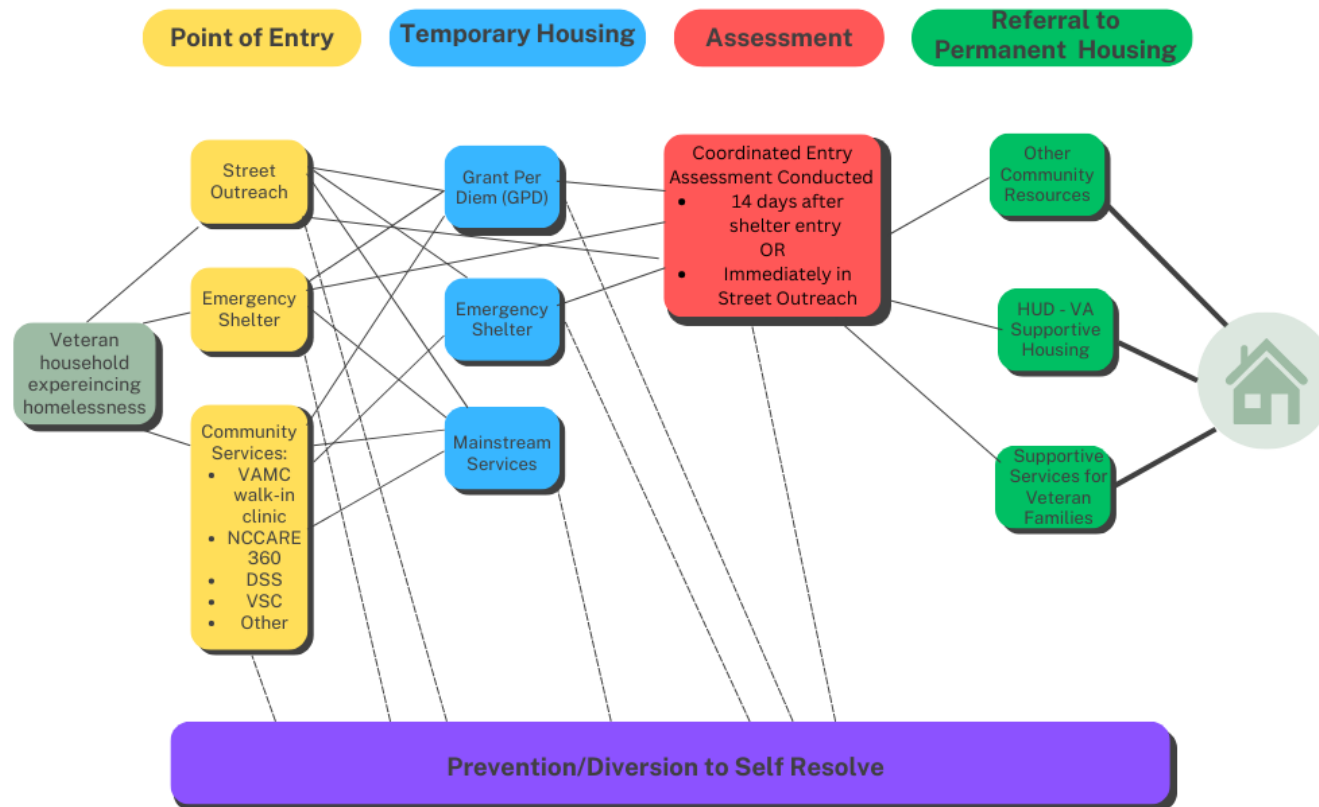 Point of Entry
Temporary Housing
Assessment
Referral to
Permanent Housing
Veteran
household
expereincing
homelessness
Street
Outreach
Emergency
Shelter
Community
Services:
• VAMC
walk-in
clinic
• NCCARE
360
• DSS
• VSC
• Other
Grant Per
Diem (GPD)
Emergency
Shelter
Mainstream
Services
Coordinated Entry
Assessment Conducted
• 14 days after
shelter entry
OR
• Immediately in
Street Outreach
Other
Community
Resources
HUD - VA
Supportive
Housing
Supportive
Services for
Veteran
Families
Prevention/Diversion to Self Resolve